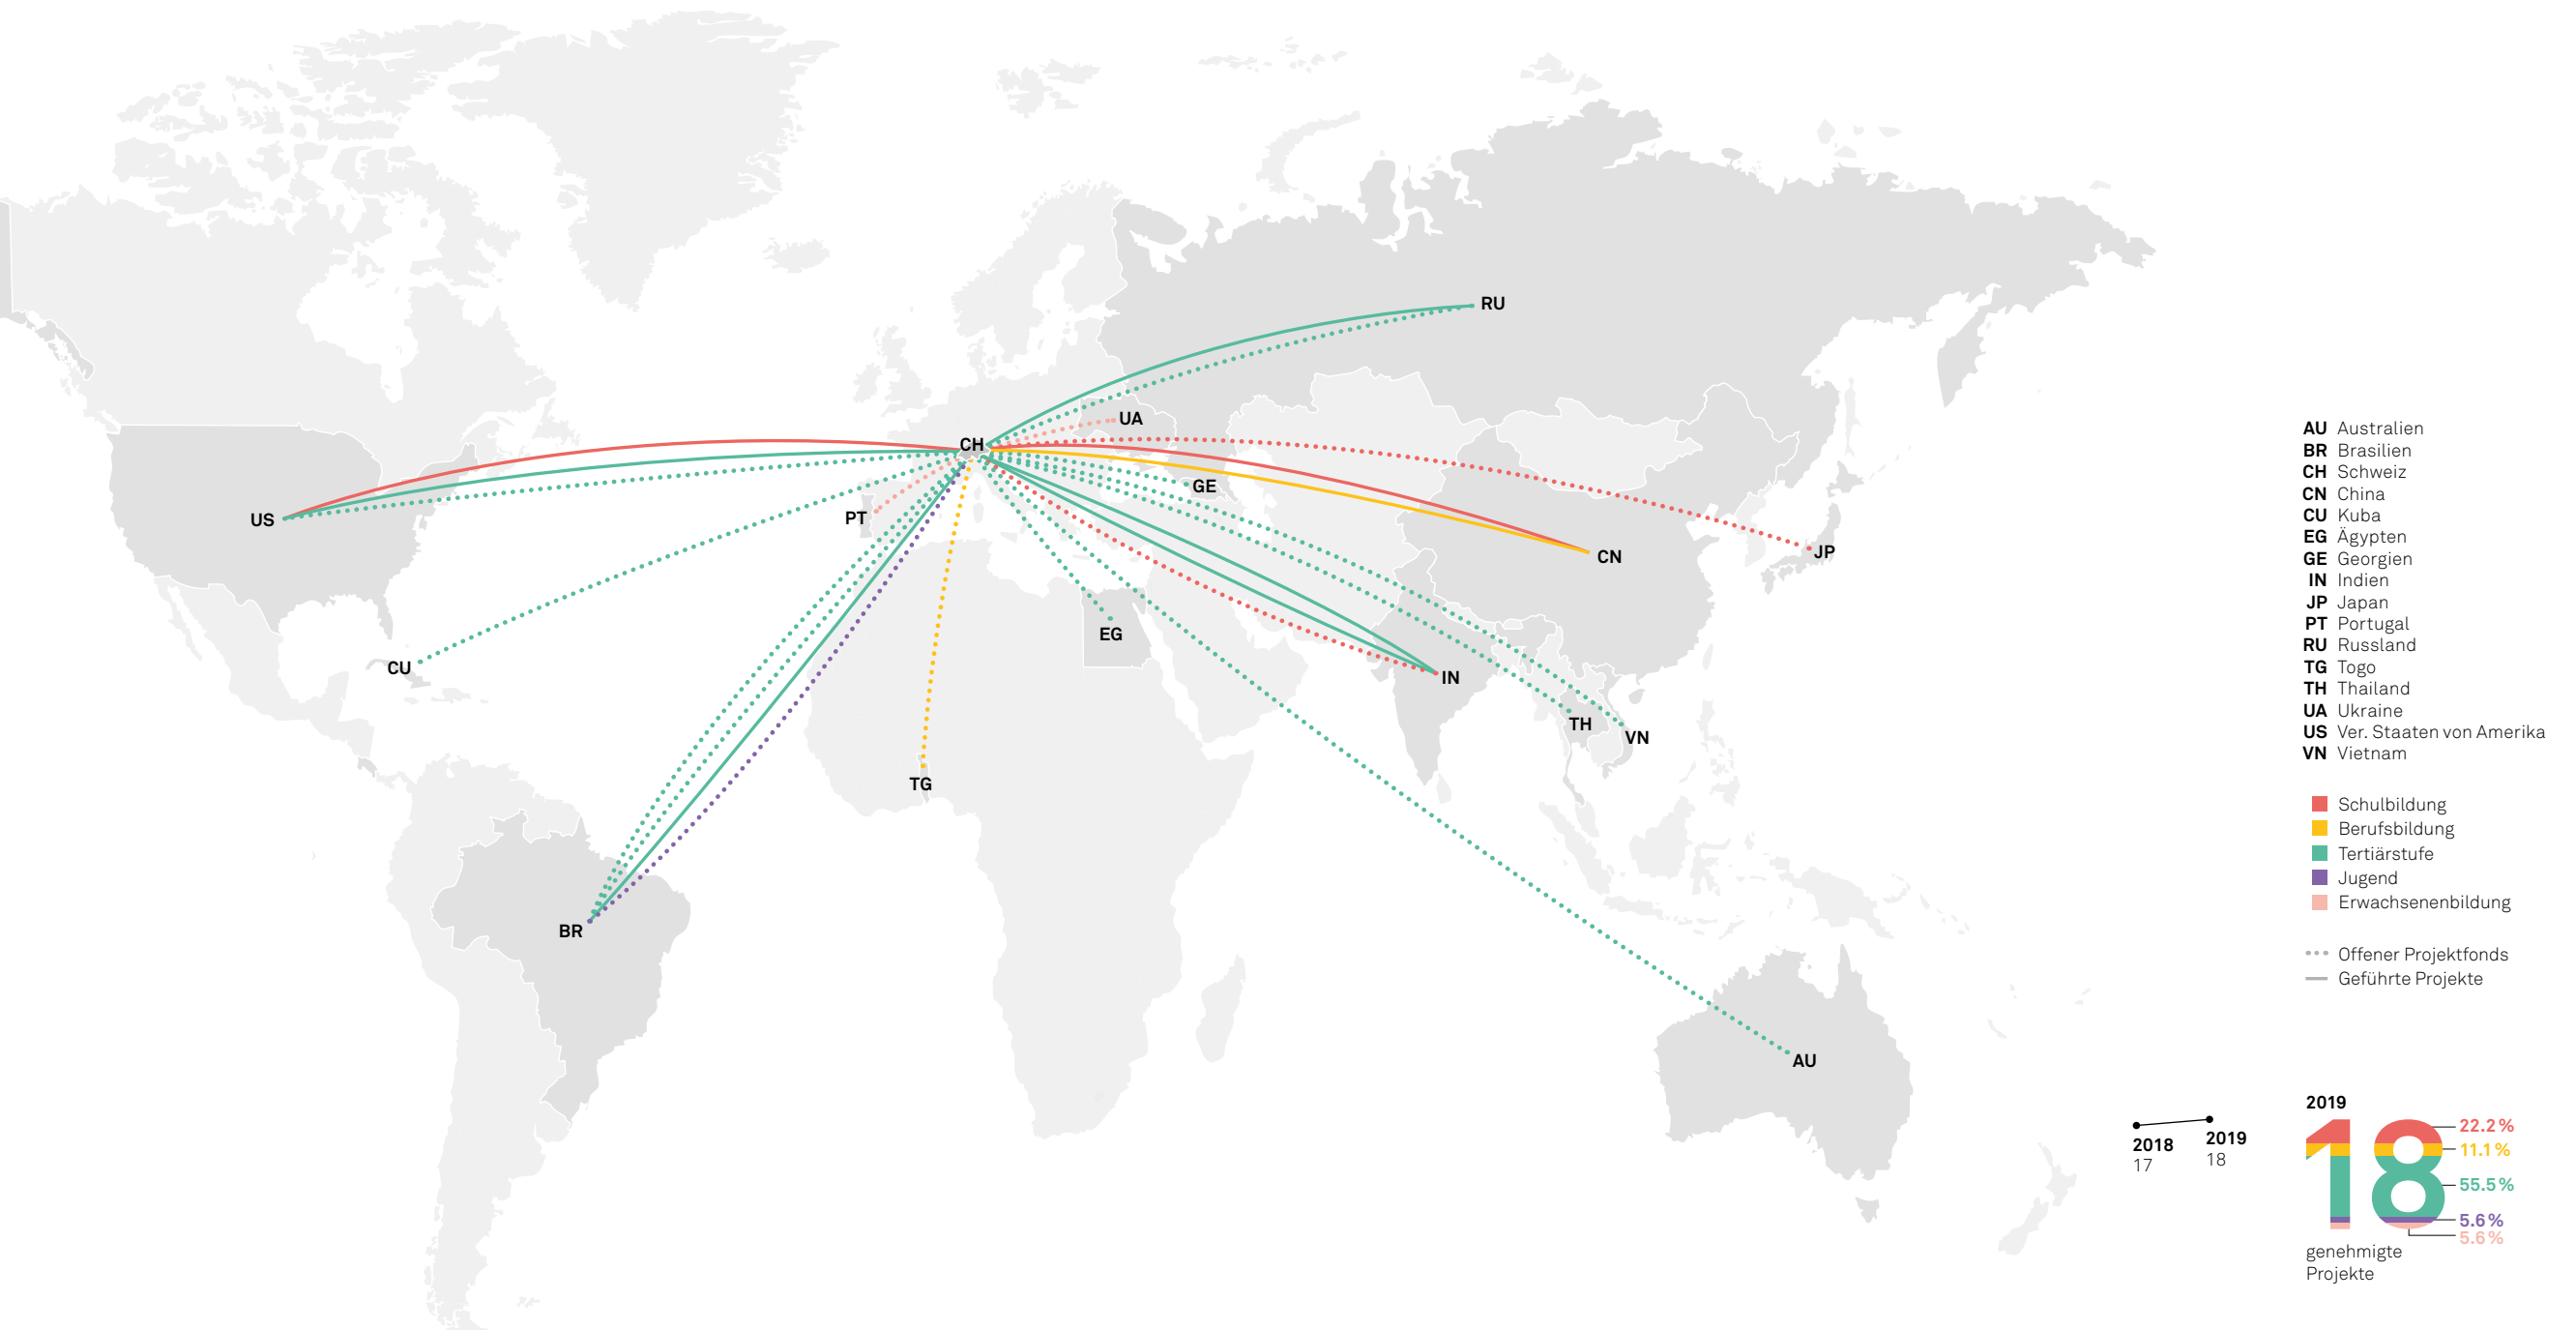 RU
UA
CH
GE
US
PT
CN
JP
EG
CU
IN
TH
VN
TG
BR
AU
AU Australien
BR Brasilien
CH Schweiz
CN China
CU Kuba
EG Ägypten
GE Georgien
IN Indien
JP Japan
PT Portugal
RU Russland
TG Togo
TH Thailand
UA Ukraine
US Ver. Staaten von Amerika
VN Vietnam
Schulbildung
Berufsbildung
Tertiärstufe
Jugend
Erwachsenenbildung
Offener Projektfonds
Geführte Projekte
2018
17
2019
18
2019
18
22.2 %
11.1 %
55.5 %
5.6 %
5.6 %
genehmigte
Projekte